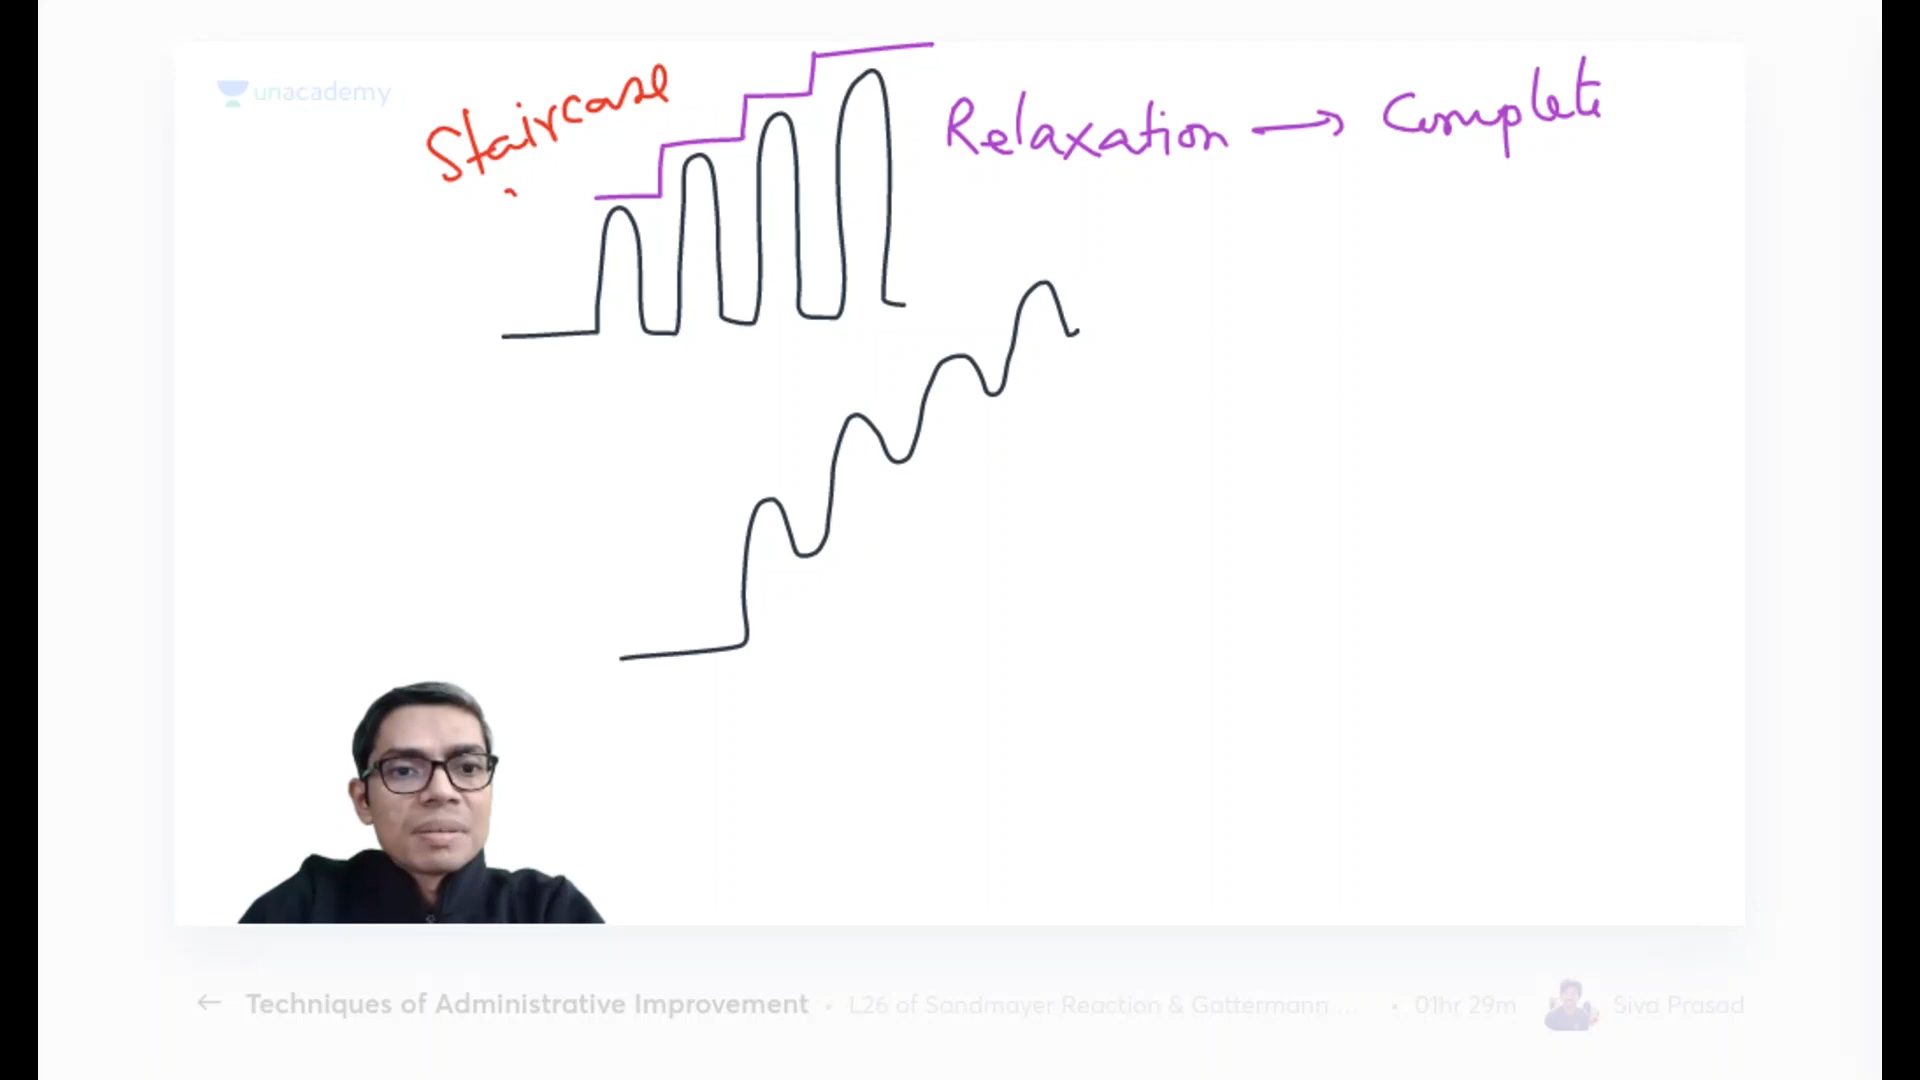 unacademy
Staircase
Relaxation → Complete
← Techniques of Administrative Improvement • L26 of Sandmayer Reaction & Gattermann ... • 01hr 29m Siva Prasad